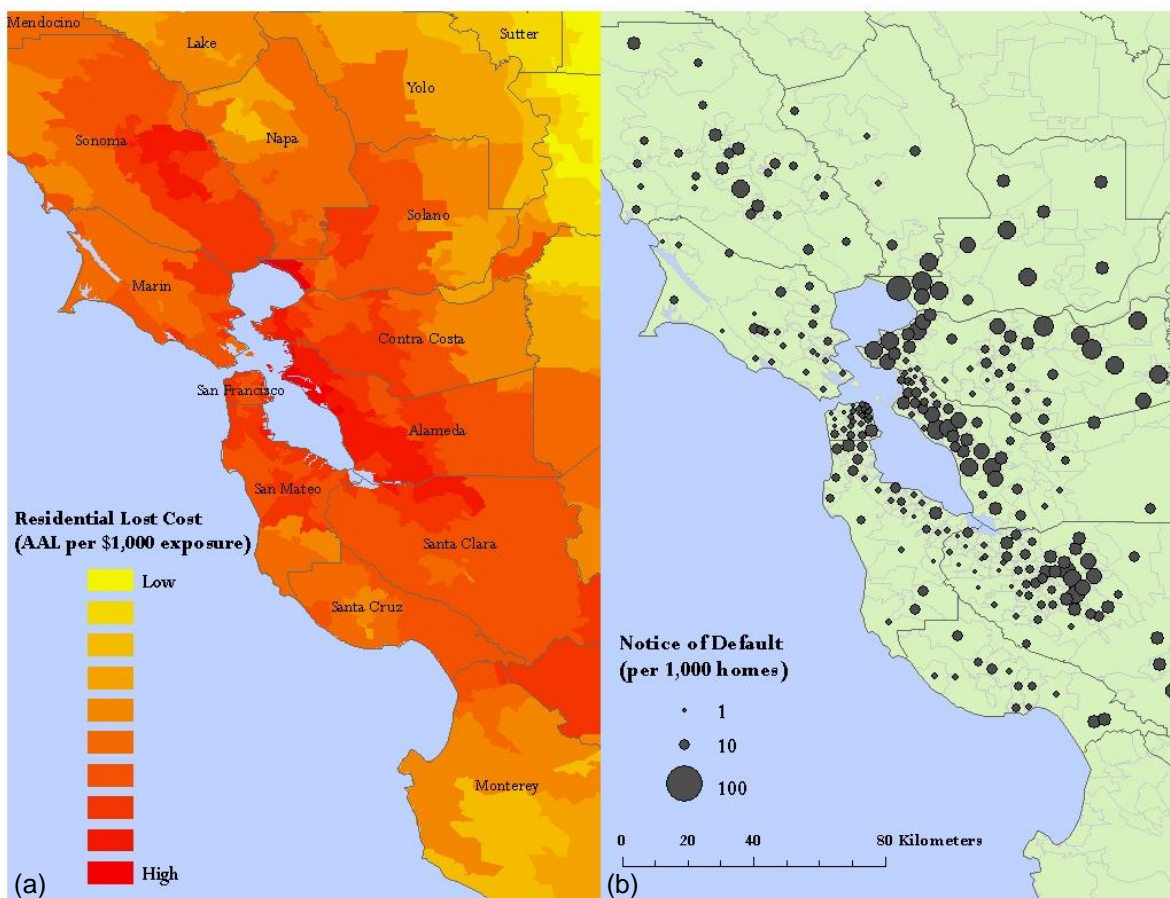 Mendocino
Lake
Sutter
Yolo
Sonoma
Napa
Solano
Marin
Contra Costa
San Francisco
Alameda
San Mateo
Santa Clara
Santa Cruz
Monterey
Residential Lost Cost
(AAL per $1,000 exposure)
Low
High
(a)
Notice of Default
(per 1,000 homes)
1
10
100
0 20 40 80 Kilometers
(b)